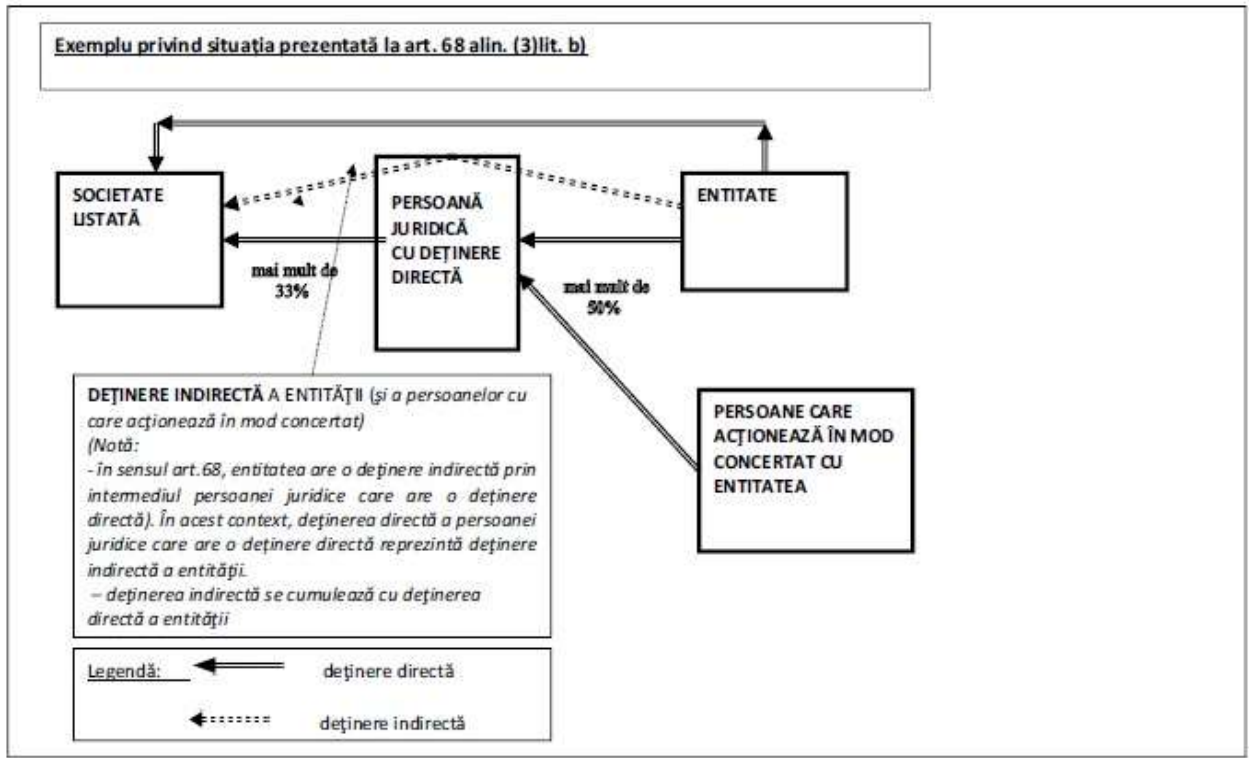 Exemplu privind situația prezentată la art. 68 alin. (3)lit. b)
SOCIETATE
LISTATĂ
PERSOANĂ
JURIDICĂ
CU DEȚINERE
DIRECTĂ
ENTITATE
mai mult de
33%
mai mult de
50%
DEȚINERE INDIRECTĂ A ENTITĂȚII (și a persoanelor cu
care acționează în mod concertat)
(Notă:
- în sensul art.68, entitatea are o deținere indirectă prin
intermediul persoanei juridice care are o deținere
directă). În acest context, deținerea directă a persoanei
juridice care are o deținere directă reprezintă deținere
indirectă a entității.
– deținerea indirectă se cumulează cu deținerea
directă a entității
PERSOANE CARE
ACȚIONEAZĂ ÎN MOD
CONCERTAT CU
ENTITATEA
Legendă:
deținere directă
deținere indirectă